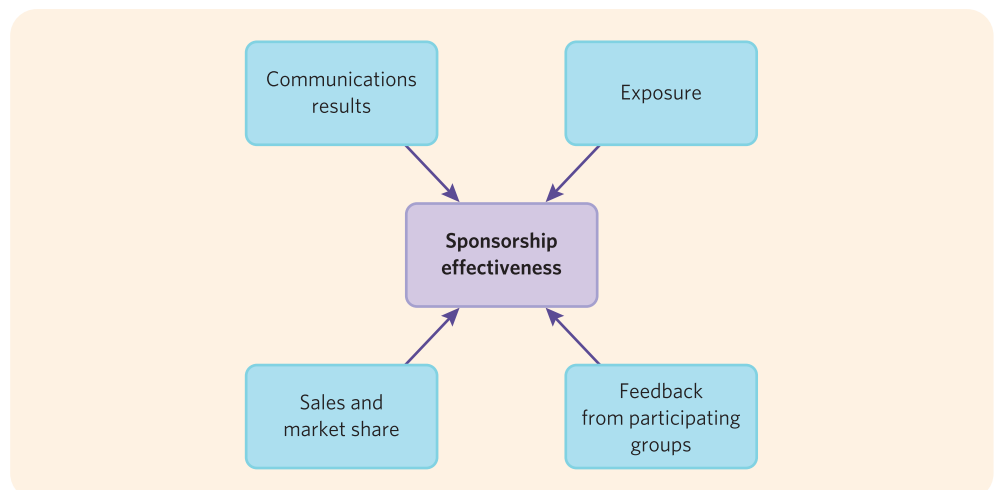 Communications
results
Exposure
Sponsorship
effectiveness
Sales and
market share
Feedback
from participating
groups